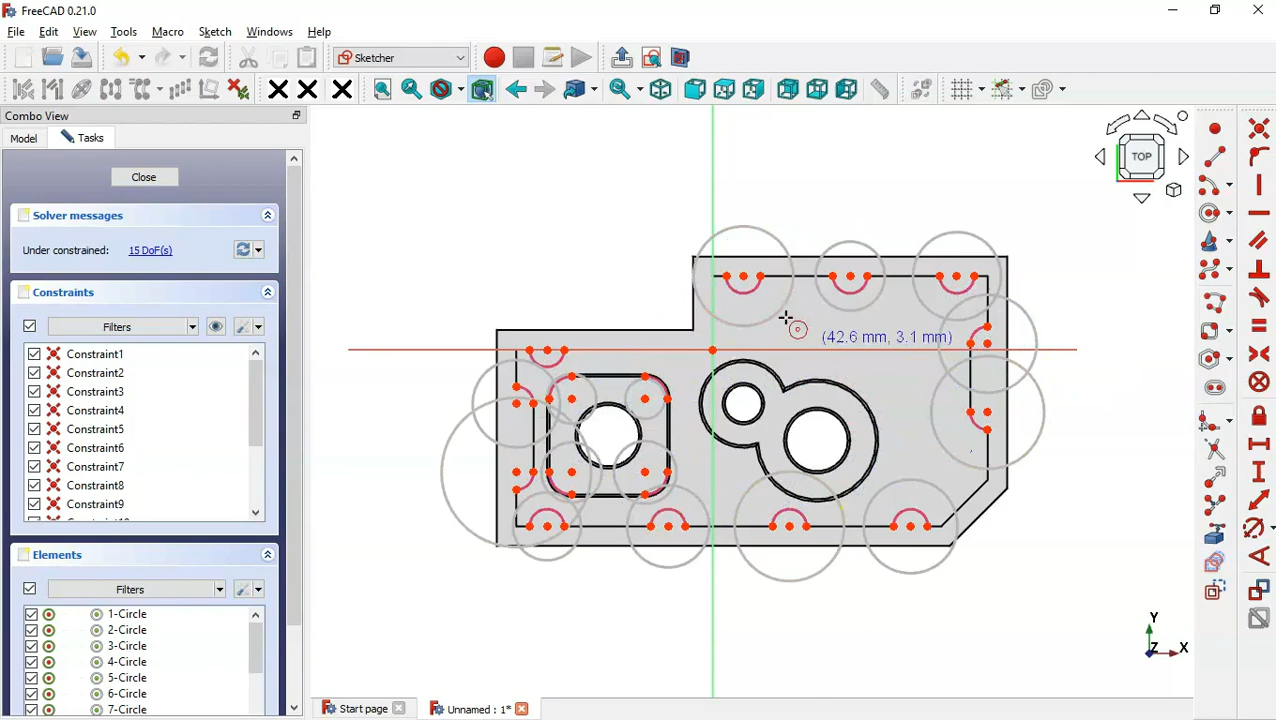 FreeCAD 0.21.0
File Edit View Tools Macro Sketch Windows Help
Sketcher
Combo View
Model Tasks
Close
Solver messages
Under constrained: 15 DoF(s)
Constraints
Filters
Constraint1
Constraint2
Constraint3
Constraint4
Constraint5
Constraint6
Constraint7
Constraint8
Constraint9
Elements
Filters
1-Circle
2-Circle
3-Circle
4-Circle
5-Circle
6-Circle
7-Circle
(42.6 mm, 3.1 mm)
TOP
Y
Z X
Start page Unnamed : 1*